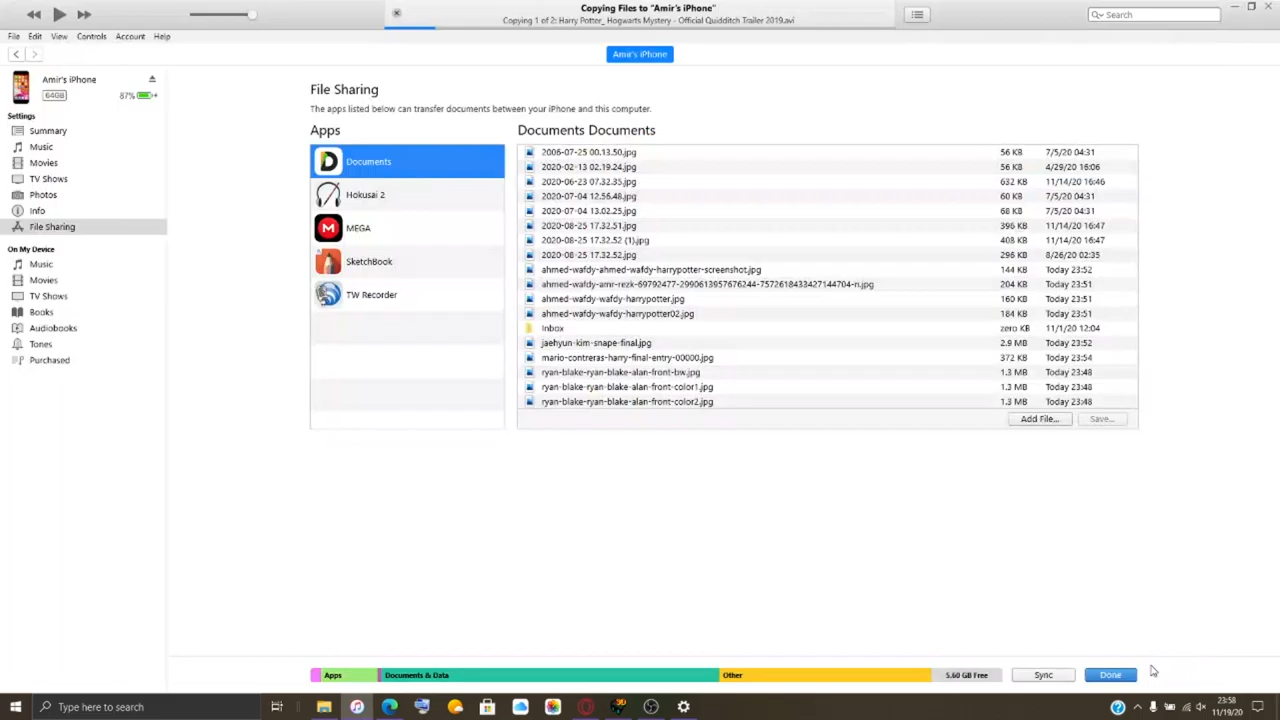 Copying Files to "Amir's iPhone"
Copying 1 of 2: Harry Potter_ Hogwarts Mystery - Official Quidditch Trailer 2019.avi
Search
File Edit View Controls Account Help
Amir's iPhone
Amir's iPhone
64GB 87%
Settings
Summary
Music
Movies
TV Shows
Photos
Info
File Sharing
On My Device
Music
Movies
TV Shows
Books
Audiobooks
Tones
Purchased
File Sharing
The apps listed below can transfer documents between your iPhone and this computer.
Apps
Documents
Hokusai 2
MEGA
SketchBook
TW Recorder
Documents Documents
2006-07-25 00.13.50.jpg 56 KB 7/5/20 04:31
2020-02-13 02.19.24.jpg 56 KB 4/29/20 16:06
2020-06-23 07.32.35.jpg 632 KB 11/14/20 16:46
2020-07-04 12.56.48.jpg 60 KB 7/5/20 04:31
2020-07-04 13.02.25.jpg 68 KB 7/5/20 04:31
2020-08-25 17.32.51.jpg 396 KB 11/14/20 16:47
2020-08-25 17.32.52 (1).jpg 408 KB 11/14/20 16:47
2020-08-25 17.32.52.jpg 296 KB 8/26/20 02:35
ahmed-wafdy-ahmed-wafdy-harrypotter-screenshot.jpg 144 KB Today 23:52
ahmed-wafdy-amr-rezk-69792477-2990613957676244-7572618433427144704-n.jpg 204 KB Today 23:51
ahmed-wafdy-wafdy-harrypotter.jpg 160 KB Today 23:51
ahmed-wafdy-wafdy-harrypotter02.jpg 184 KB Today 23:51
Inbox zero KB 11/1/20 12:04
jaehyun-kim-snape-final.jpg 2.9 MB Today 23:52
mario-contreras-harry-final-entry-00000.jpg 372 KB Today 23:54
ryan-blake-ryan-blake-alan-front-bw.jpg 1.3 MB Today 23:48
ryan-blake-ryan-blake-alan-front-color1.jpg 1.3 MB Today 23:48
ryan-blake-ryan-blake-alan-front-color2.jpg 1.3 MB Today 23:48
Add File... Save...
Apps Documents & Data Other 5.60 GB Free Sync Done
Type here to search
23:58
11/19/20